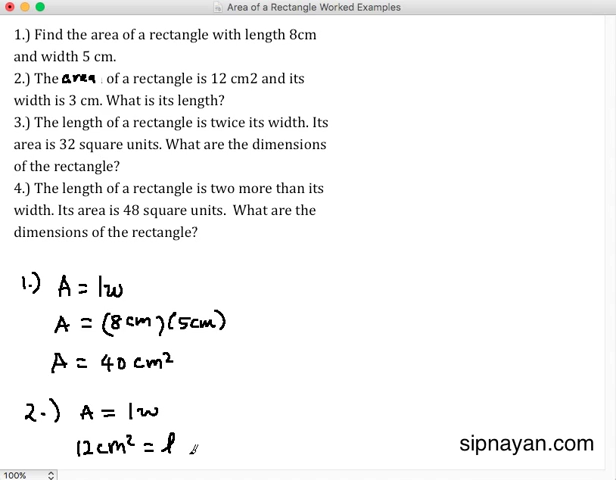 Area of a Rectangle Worked Examples
1.) Find the area of a rectangle with length 8cm
and width 5 cm.
2.) The area of a rectangle is 12 cm2 and its
width is 3 cm. What is its length?
3.) The length of a rectangle is twice its width. Its
area is 32 square units. What are the dimensions
of the rectangle?
4.) The length of a rectangle is two more than its
width. Its area is 48 square units. What are the
dimensions of the rectangle?
1.) A = lw
A = (8cm)(5cm)
A = 40 cm²
2.) A = lw
12cm² = l
sipnayan.com
100%